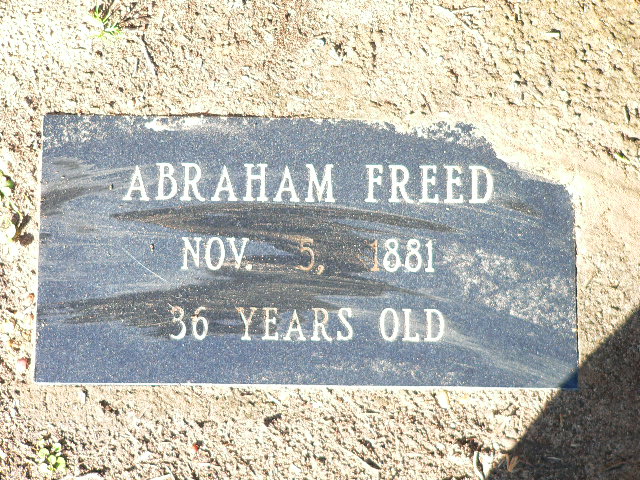 ABRAHAM FREED
NOV. 5, 1881
36 YEARS OLD